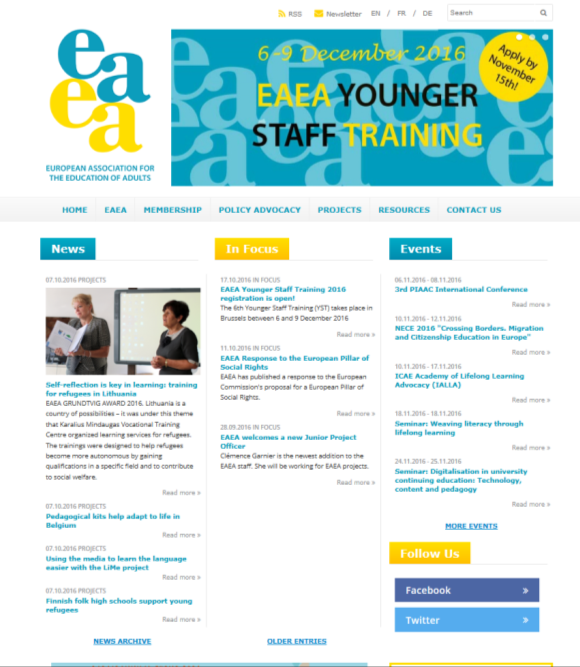 RSS
Newsletter
EN / FR / DE
Search
eaea
EUROPEAN ASSOCIATION FOR
THE EDUCATION OF ADULTS
6-9 December 2016
EAEA YOUNGER
STAFF TRAINING
Apply by
November
15th!
HOME EAEA MEMBERSHIP POLICY ADVOCACY PROJECTS RESOURCES CONTACT US
News
07.10.2016 PROJECTS
Self-reflection is key in learning: training
for refugees in Lithuania
EAEA GRUNDTVIG AWARD 2016. Lithuania is a
country of possibilities – it was under this theme
that Karalius Mindaugas Vocational Training
Centre organised learning services for refugees.
The trainings were designed to help refugees
become more autonomous by gaining
qualifications in a specific field and to contribute
to social welfare.
Read more »
07.10.2016 PROJECTS
Pedagogical kits help adapt to life in
Belgium
Read more »
07.10.2016 PROJECTS
Using the media to learn the language
easier with the LiMe project
Read more »
07.10.2016 PROJECTS
Finnish folk high schools support young
refugees
Read more »
NEWS ARCHIVE
In Focus
17.10.2016 IN FOCUS
EAEA Younger Staff Training 2016
registration is open!
The 6th Younger Staff Training (YST) takes place in
Brussels between 6 and 9 December 2016
Read more »
11.10.2016 IN FOCUS
EAEA Response to the European Pillar of
Social Rights
EAEA has published a response to the European
Commission's proposal for a European Pillar of Social
Rights.
Read more »
28.09.2016 IN FOCUS
EAEA welcomes a new Junior Project
Officer
Clémence Garnier is the newest addition to the
EAEA staff. She will be working for EAEA projects.
Read more »
OLDER ENTRIES
Events
06.11.2016 - 08.11.2016
3rd PIAAC International Conference
Read more »
10.11.2016 - 12.11.2016
NECE 2016 "Crossing Borders. Migration
and Citizenship Education in Europe"
Read more »
10.11.2016 - 17.11.2016
ICAE Academy of Lifelong Learning
Advocacy (IALLA)
Read more »
18.11.2016 - 18.11.2016
Seminar: Weaving literacy through
lifelong learning
Read more »
24.11.2016 - 25.11.2016
Seminar: Digitalisation in university
continuing education: Technology,
content and pedagogy
Read more »
MORE EVENTS
Follow Us
Facebook »
Twitter »